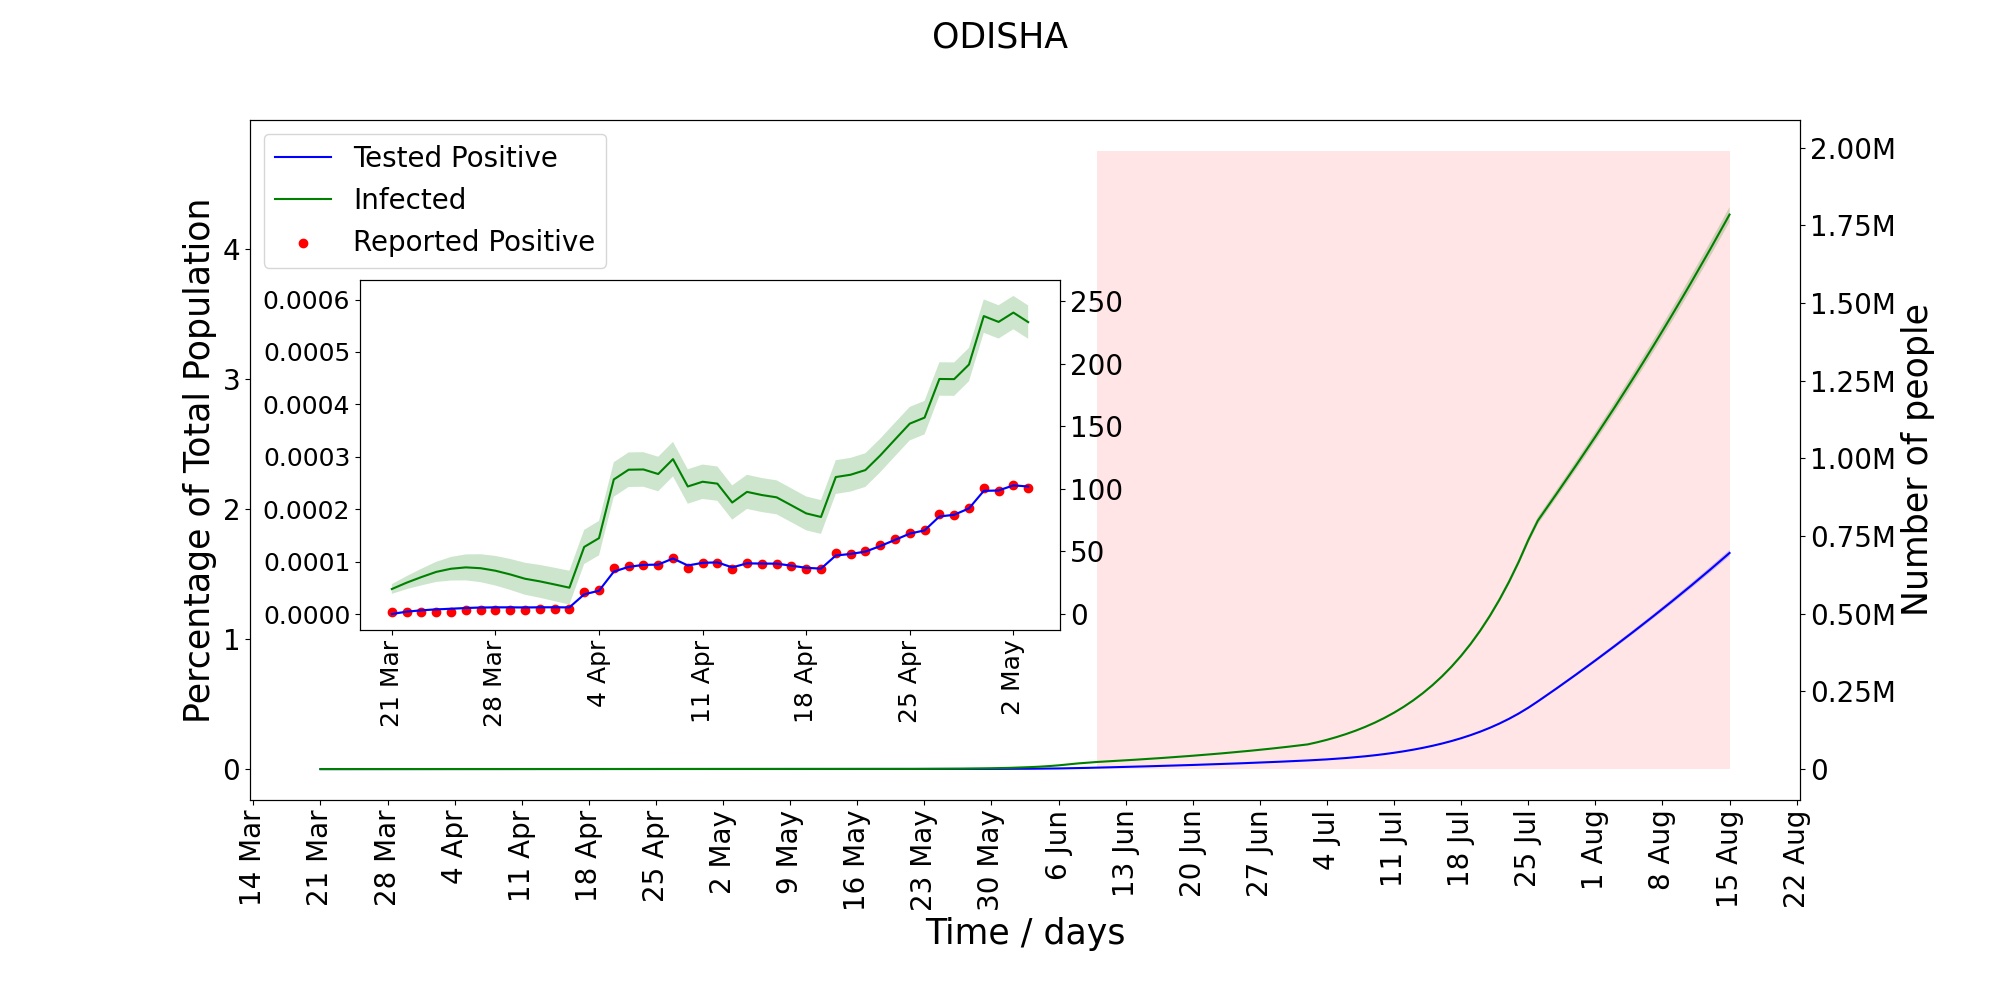 ODISHA
Tested Positive
Infected
Reported Positive
Percentage of Total Population
4
3
2
1
0
0.0006
0.0005
0.0004
0.0003
0.0002
0.0001
0.0000
250
200
150
100
50
0
21 Mar
28 Mar
4 Apr
11 Apr
18 Apr
25 Apr
2 May
2.00M
1.75M
1.50M
1.25M
1.00M
0.75M
0.50M
0.25M
0
Number of people
14 Mar
21 Mar
28 Mar
4 Apr
11 Apr
18 Apr
25 Apr
2 May
9 May
16 May
23 May
30 May
6 Jun
13 Jun
20 Jun
27 Jun
4 Jul
11 Jul
18 Jul
25 Jul
1 Aug
8 Aug
15 Aug
22 Aug
Time / days